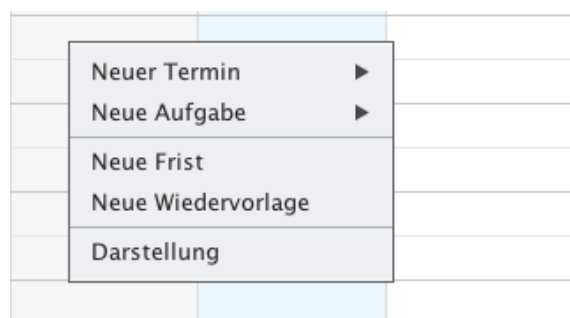 Neuer Termin
Neue Aufgabe
Neue Frist
Neue Wiedervorlage
Darstellung